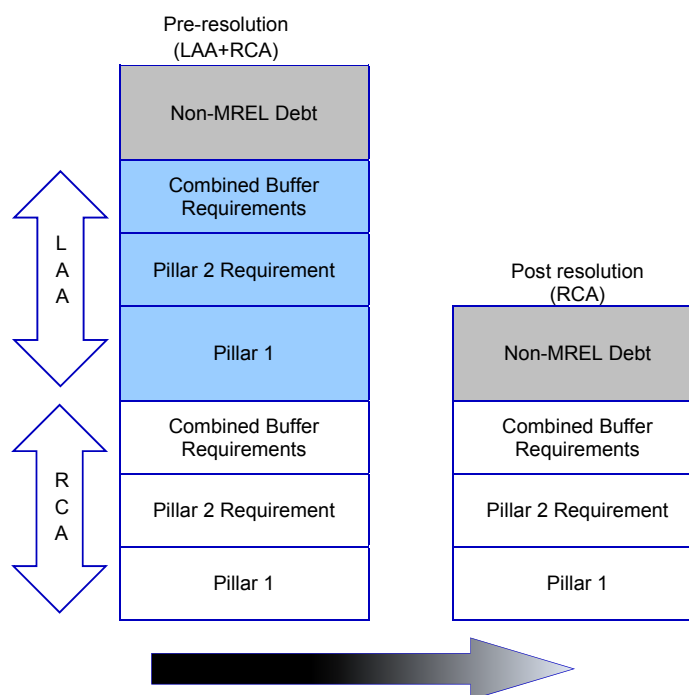 Pre-resolution
(LAA+RCA)
Non-MREL Debt
Combined Buffer
Requirements
Pillar 2 Requirement
Pillar 1
Combined Buffer
Requirements
Pillar 2 Requirement
Pillar 1
L
A
A
R
C
A
Post resolution
(RCA)
Non-MREL Debt
Combined Buffer
Requirements
Pillar 2 Requirement
Pillar 1